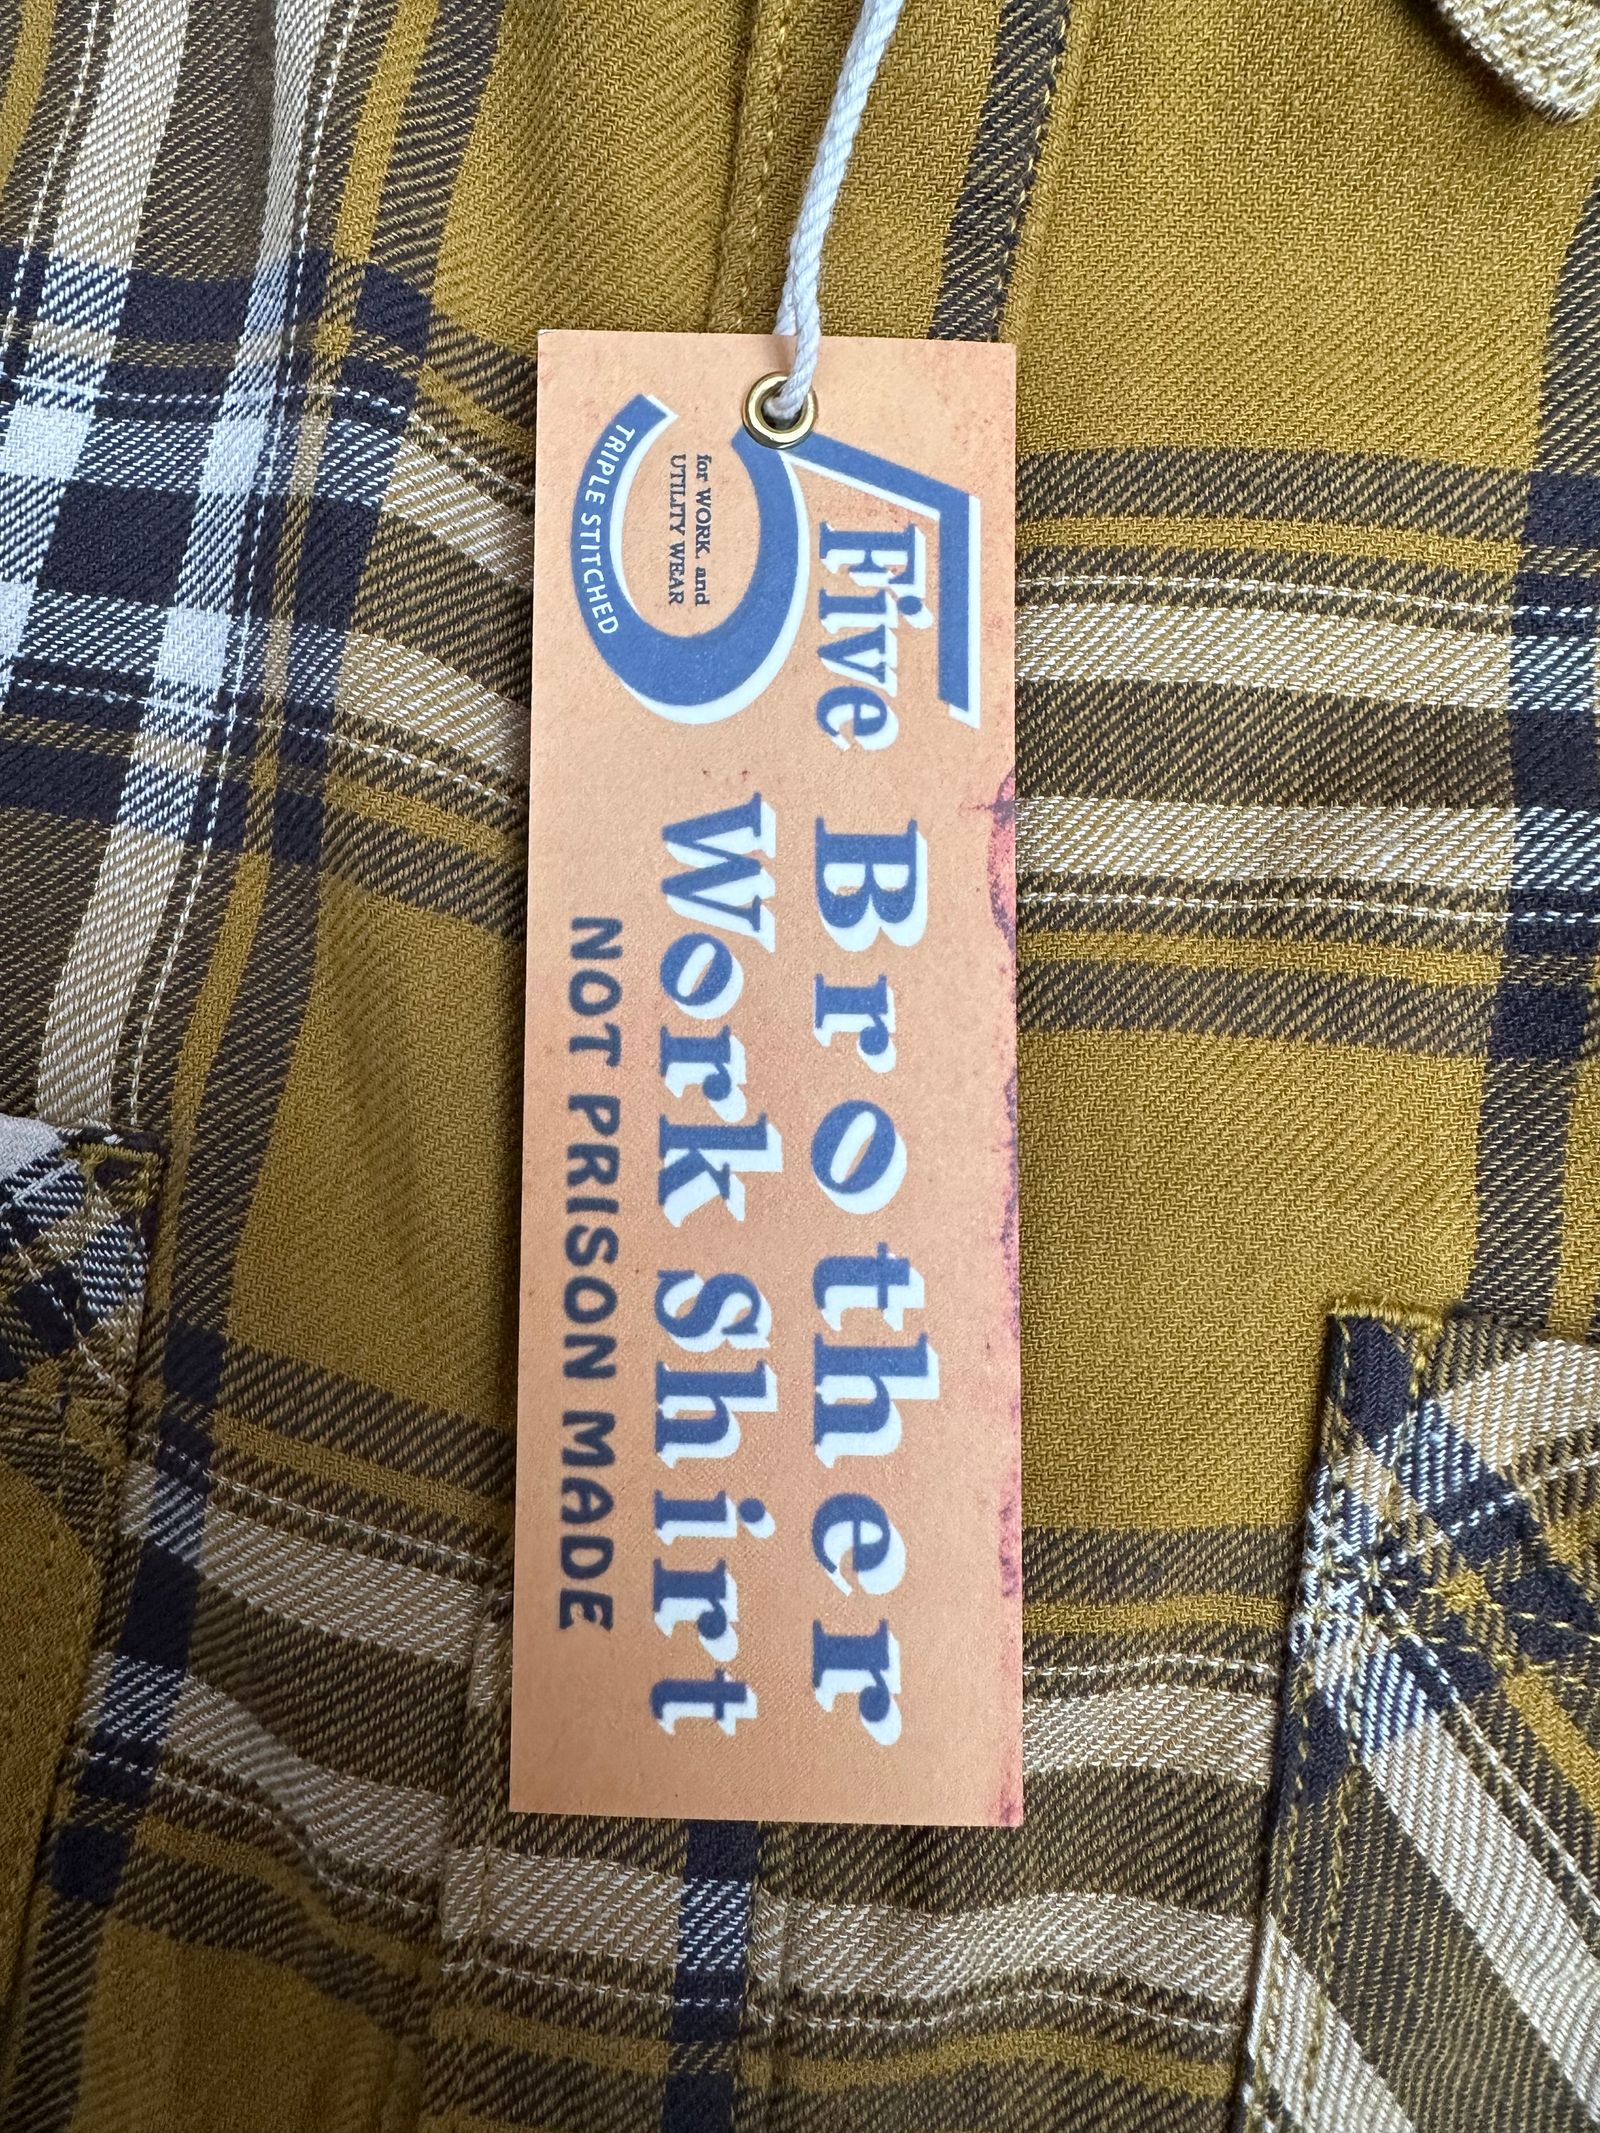 5
Five Brother
for WORK. and
UTILITY WEAR
TRIPLE STITCHED
Work Shirt
NOT PRISON MADE